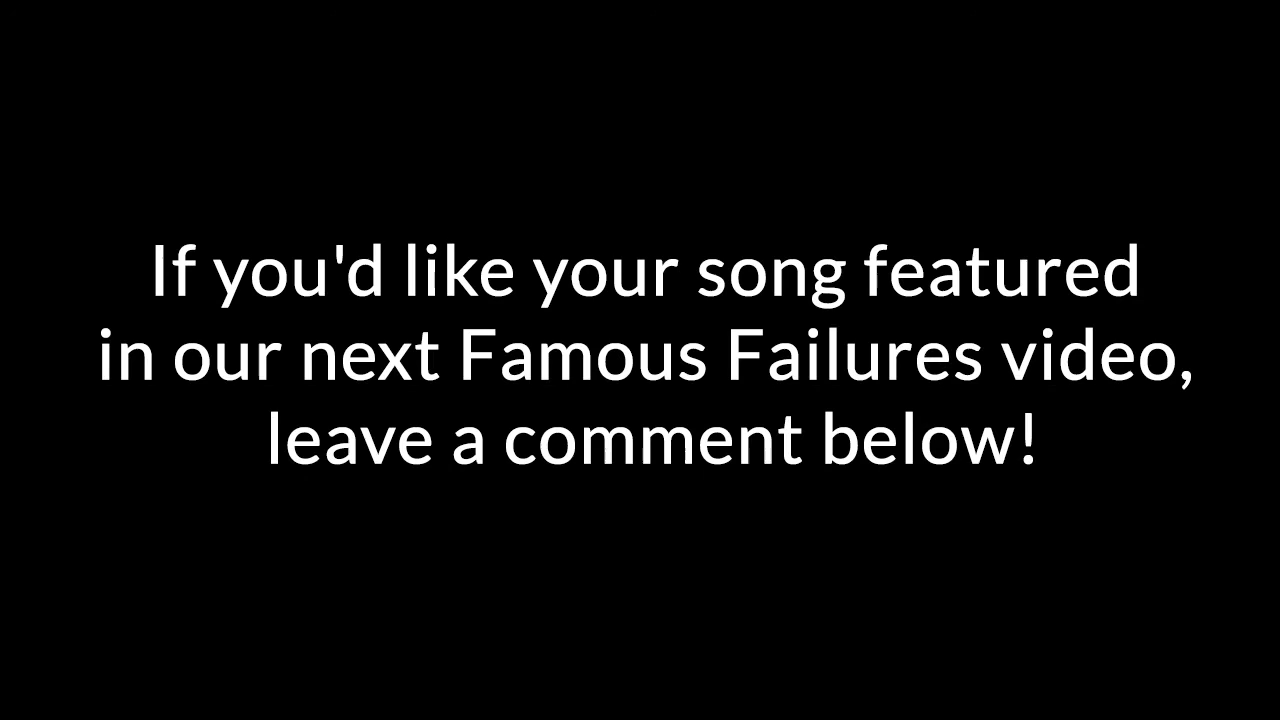 If you'd like your song featured
in our next Famous Failures video,
leave a comment below!